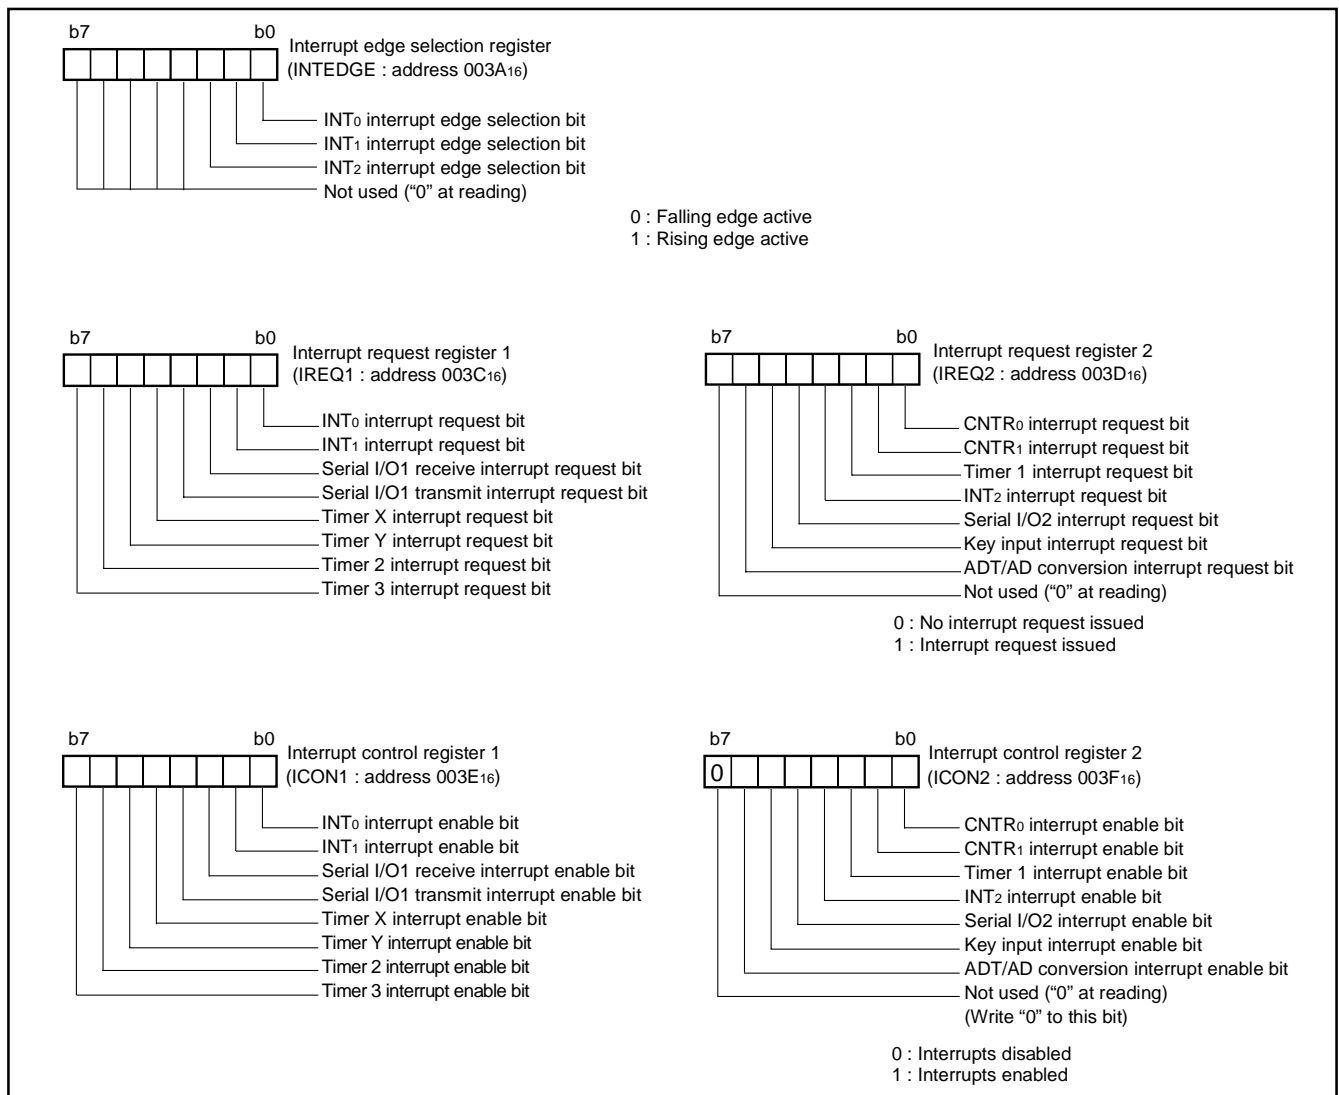 b7 b0
Interrupt edge selection register
(INTEDGE : address 003A16)
INT0 interrupt edge selection bit
INT1 interrupt edge selection bit
INT2 interrupt edge selection bit
Not used (“0” at reading)
0 : Falling edge active
1 : Rising edge active
b7 b0
Interrupt request register 1
(IREQ1 : address 003C16)
INT0 interrupt request bit
INT1 interrupt request bit
Serial I/O1 receive interrupt request bit
Serial I/O1 transmit interrupt request bit
Timer X interrupt request bit
Timer Y interrupt request bit
Timer 2 interrupt request bit
Timer 3 interrupt request bit
b7 b0
Interrupt request register 2
(IREQ2 : address 003D16)
CNTR0 interrupt request bit
CNTR1 interrupt request bit
Timer 1 interrupt request bit
INT2 interrupt request bit
Serial I/O2 interrupt request bit
Key input interrupt request bit
ADT/AD conversion interrupt request bit
Not used (“0” at reading)
0 : No interrupt request issued
1 : Interrupt request issued
b7 b0
Interrupt control register 1
(ICON1 : address 003E16)
INT0 interrupt enable bit
INT1 interrupt enable bit
Serial I/O1 receive interrupt enable bit
Serial I/O1 transmit interrupt enable bit
Timer X interrupt enable bit
Timer Y interrupt enable bit
Timer 2 interrupt enable bit
Timer 3 interrupt enable bit
b7 b0
0
Interrupt control register 2
(ICON2 : address 003F16)
CNTR0 interrupt enable bit
CNTR1 interrupt enable bit
Timer 1 interrupt enable bit
INT2 interrupt enable bit
Serial I/O2 interrupt enable bit
Key input interrupt enable bit
ADT/AD conversion interrupt enable bit
Not used (“0” at reading)
(Write “0” to this bit)
0 : Interrupts disabled
1 : Interrupts enabled